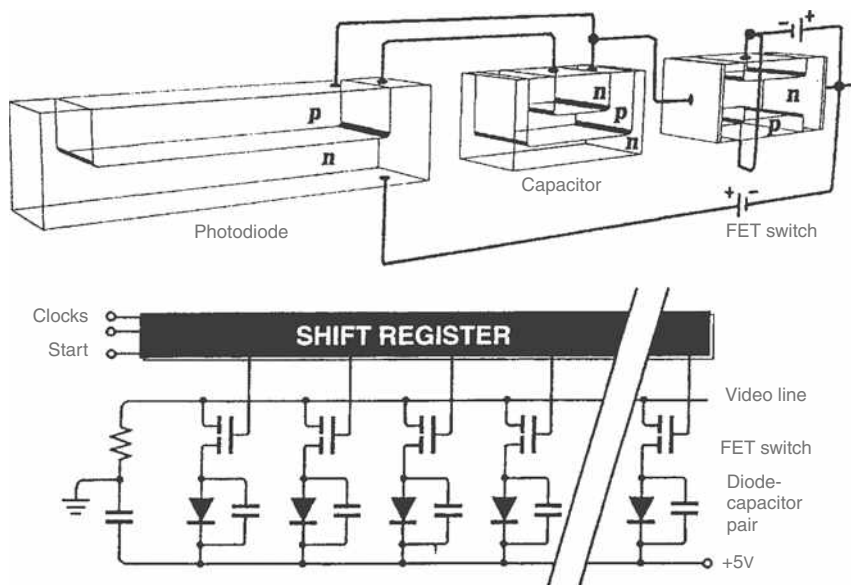 p
n
Photodiode
n
p
n
Capacitor
− +
n
p
FET switch
+ −
Clocks
Start
SHIFT REGISTER
Video line
FET switch
Diode-
capacitor
pair
+5V